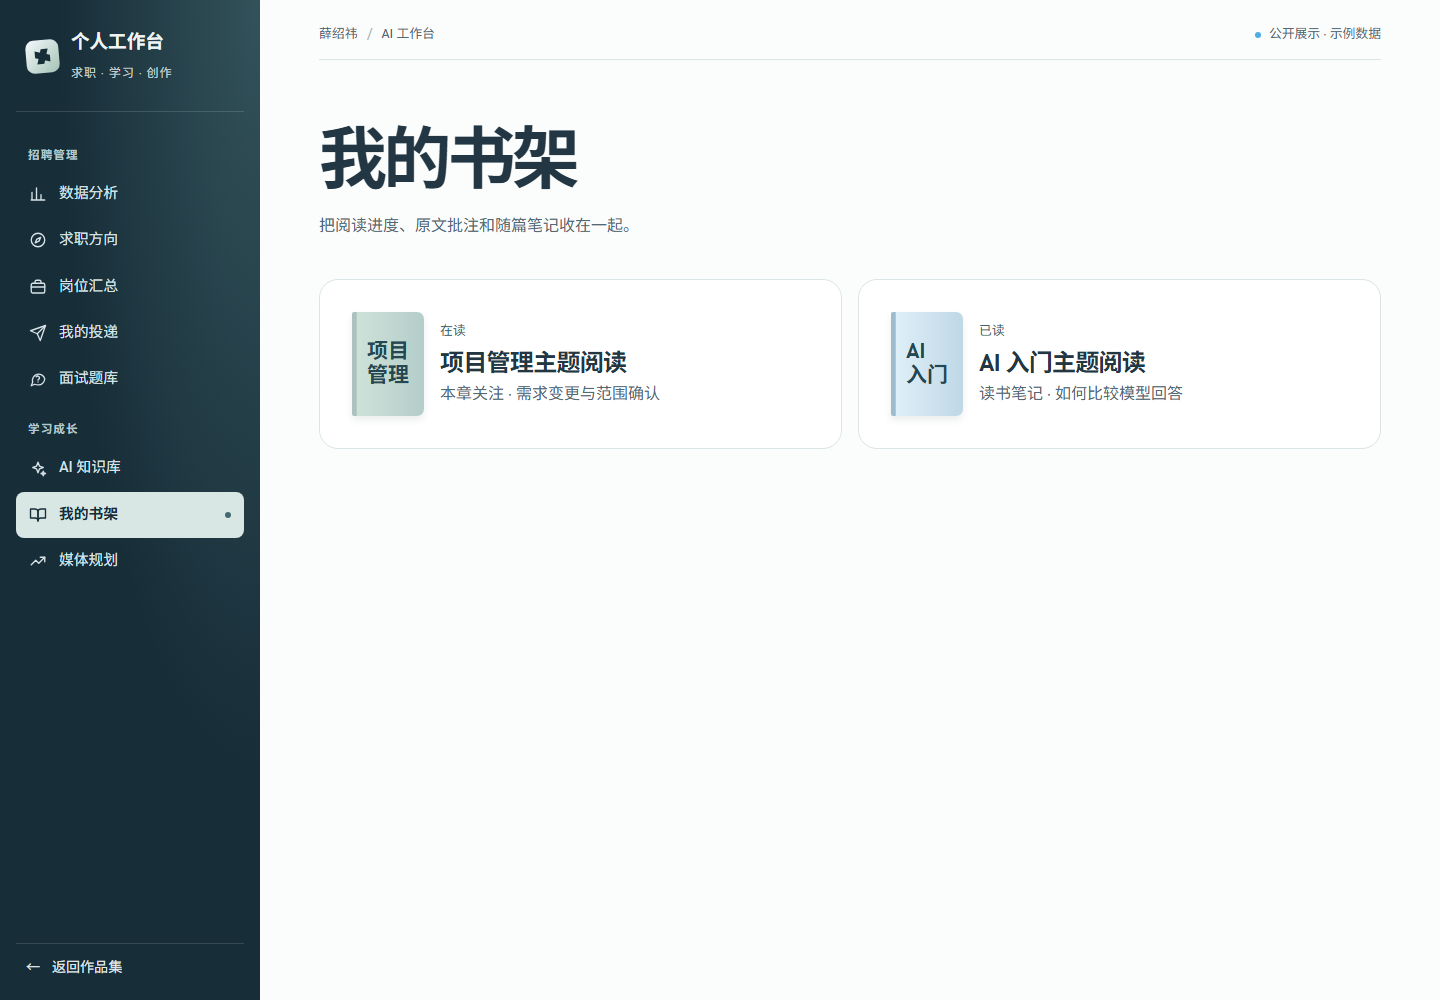 个人工作台
求职 · 学习 · 创作
招聘管理
数据分析
求职方向
岗位汇总
我的投递
面试题库
学习成长
AI 知识库
我的书架
媒体规划
← 返回作品集
薛绍祎 / AI 工作台
公开展示 · 示例数据
我的书架
把阅读进度、原文批注和随篇笔记收在一起。
项目
管理
在读
项目管理主题阅读
本章关注 · 需求变更与范围确认
AI
入门
已读
AI 入门主题阅读
读书笔记 · 如何比较模型回答